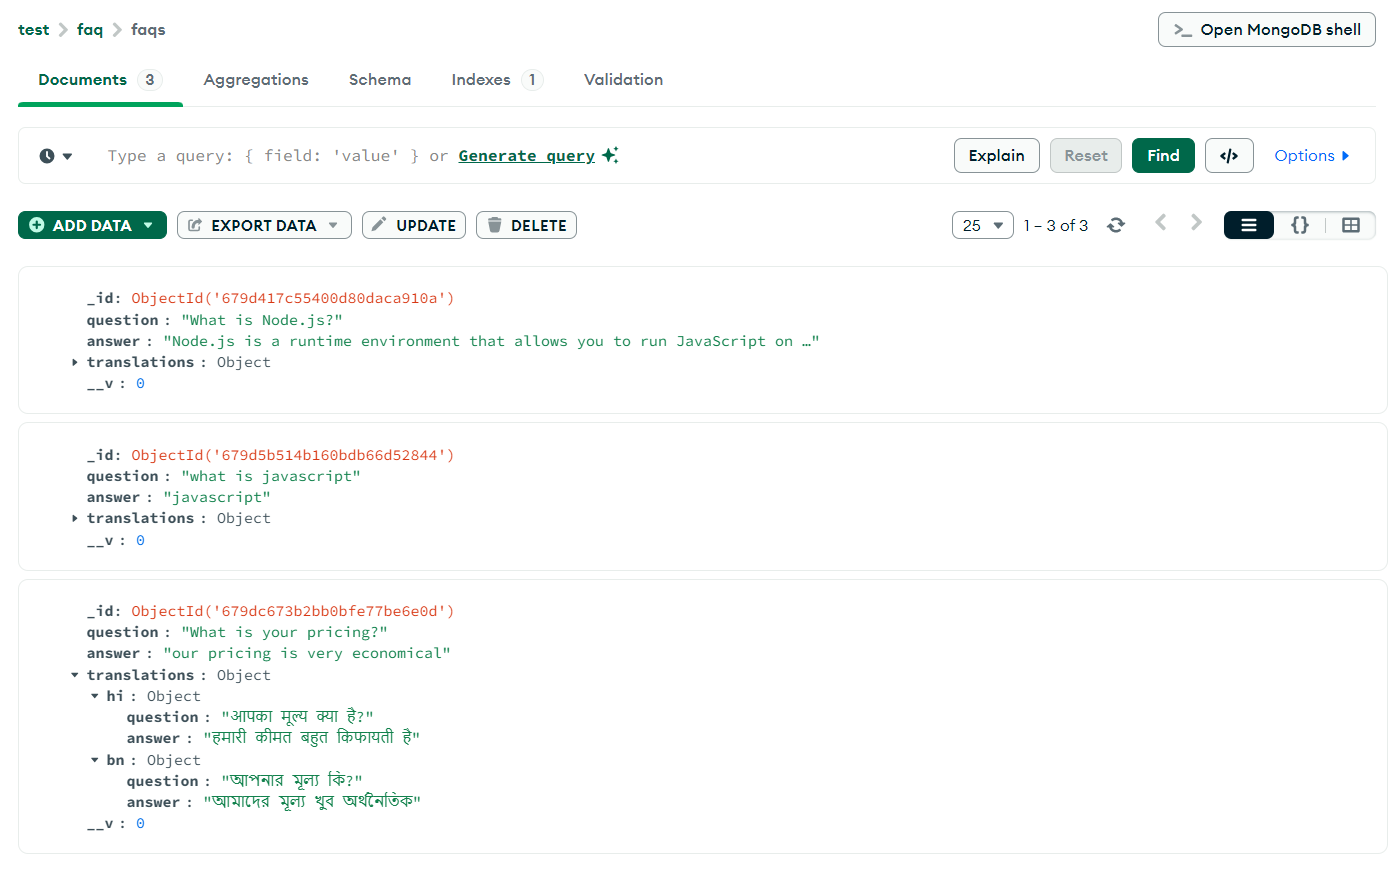 test faq faqs
>_ Open MongoDB shell
Documents 3 Aggregations Schema Indexes 1 Validation
Type a query: { field: 'value' } or Generate query
Explain Reset Find </> Options
ADD DATA EXPORT DATA UPDATE DELETE
25 1 – 3 of 3 {}
_id: ObjectId('679d417c55400d80daca910a')
question : "What is Node.js?"
answer : "Node.js is a runtime environment that allows you to run JavaScript on …"
translations : Object
__v : 0
_id: ObjectId('679d5b514b160bdb66d52844')
question : "what is javascript"
answer : "javascript"
translations : Object
__v : 0
_id: ObjectId('679dc673b2bb0bfe77be6e0d')
question : "What is your pricing?"
answer : "our pricing is very economical"
translations : Object
hi : Object
question : "आपका मूल्य क्या है?"
answer : "हमारी कीमत बहुत किफायती है"
bn : Object
question : "আপনার মূল্য কি?"
answer : "আমাদের মূল্য খুব অর্থনৈতিক"
__v : 0